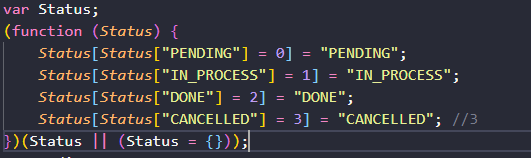 var Status;
(function (Status) {
    Status[Status["PENDING"] = 0] = "PENDING";
    Status[Status["IN_PROCESS"] = 1] = "IN_PROCESS";
    Status[Status["DONE"] = 2] = "DONE";
    Status[Status["CANCELLED"] = 3] = "CANCELLED"; //3
})(Status || (Status = {}));